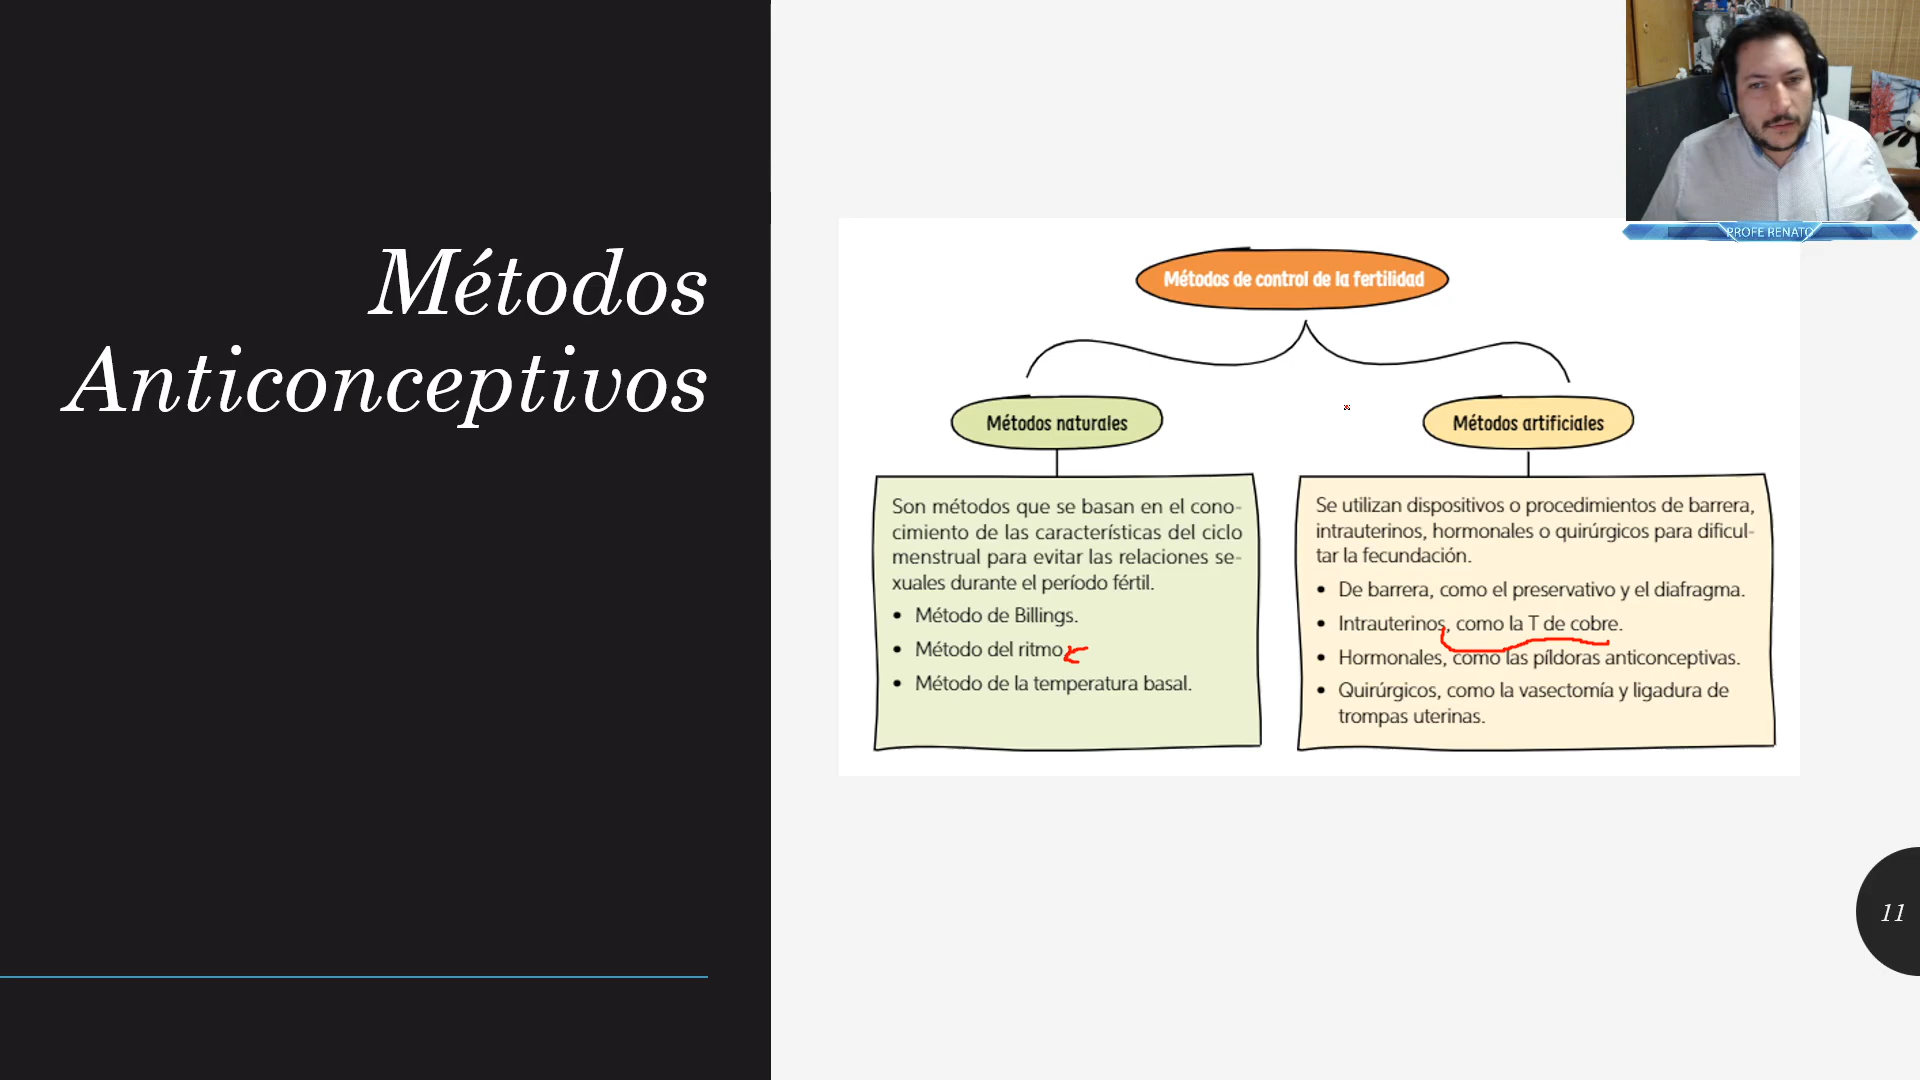 Métodos
Anticonceptivos
PROFE RENATO
Métodos de control de la fertilidad
Métodos naturales
Son métodos que se basan en el cono-
cimiento de las características del ciclo
menstrual para evitar las relaciones se-
xuales durante el período fértil.
• Método de Billings.
• Método del ritmo
• Método de la temperatura basal.
Métodos artificiales
Se utilizan dispositivos o procedimientos de barrera,
intrauterinos, hormonales o quirúrgicos para dificul-
tar la fecundación.
• De barrera, como el preservativo y el diafragma.
• Intrauterinos, como la T de cobre.
• Hormonales, como las píldoras anticonceptivas.
• Quirúrgicos, como la vasectomía y ligadura de
trompas uterinas.
11